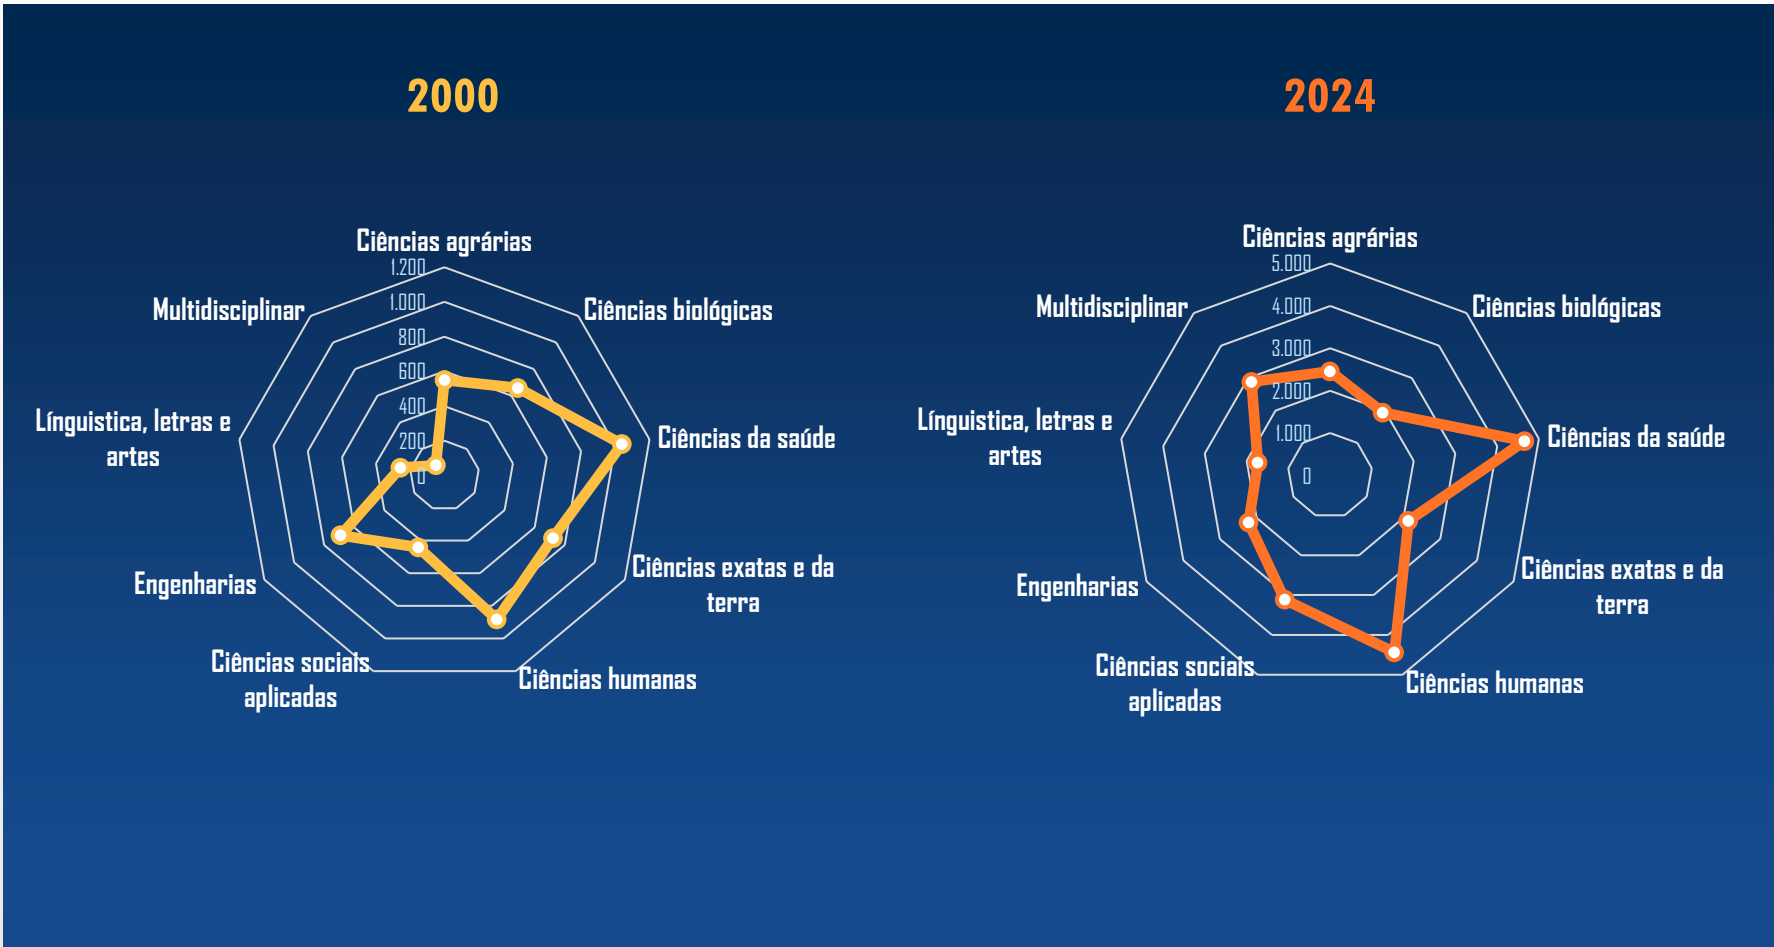 2000
Ciências agrárias
1.200
1.000
800
600
400
200
0
Ciências biológicas
Ciências da saúde
Ciências exatas e da
terra
Ciências humanas
Ciências sociais
aplicadas
Engenharias
Línguistica, letras e
artes
Multidisciplinar
2024
Ciências agrárias
5.000
4.000
3.000
2.000
1.000
0
Ciências biológicas
Ciências da saúde
Ciências exatas e da
terra
Ciências humanas
Ciências sociais
aplicadas
Engenharias
Línguistica, letras e
artes
Multidisciplinar